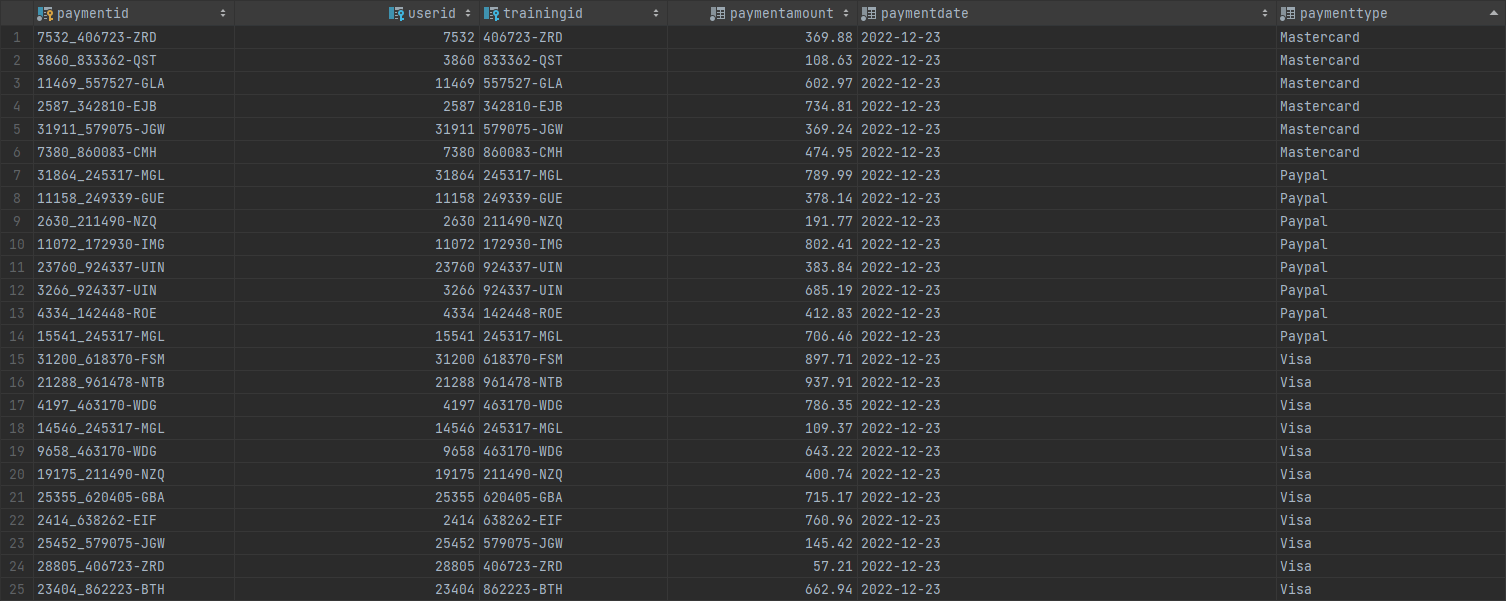 paymentid userid trainingid paymentamount paymentdate paymenttype
1 7532_406723-ZRD 7532 406723-ZRD 369.88 2022-12-23 Mastercard
2 3860_833362-QST 3860 833362-QST 108.63 2022-12-23 Mastercard
3 11469_557527-GLA 11469 557527-GLA 602.97 2022-12-23 Mastercard
4 2587_342810-EJB 2587 342810-EJB 734.81 2022-12-23 Mastercard
5 31911_579075-JGW 31911 579075-JGW 369.24 2022-12-23 Mastercard
6 7380_860083-CMH 7380 860083-CMH 474.95 2022-12-23 Mastercard
7 31864_245317-MGL 31864 245317-MGL 789.99 2022-12-23 Paypal
8 11158_249339-GUE 11158 249339-GUE 378.14 2022-12-23 Paypal
9 2630_211490-NZQ 2630 211490-NZQ 191.77 2022-12-23 Paypal
10 11072_172930-IMG 11072 172930-IMG 802.41 2022-12-23 Paypal
11 23760_924337-UIN 23760 924337-UIN 383.84 2022-12-23 Paypal
12 3266_924337-UIN 3266 924337-UIN 685.19 2022-12-23 Paypal
13 4334_142448-ROE 4334 142448-ROE 412.83 2022-12-23 Paypal
14 15541_245317-MGL 15541 245317-MGL 706.46 2022-12-23 Paypal
15 31200_618370-FSM 31200 618370-FSM 897.71 2022-12-23 Visa
16 21288_961478-NTB 21288 961478-NTB 937.91 2022-12-23 Visa
17 4197_463170-WDG 4197 463170-WDG 786.35 2022-12-23 Visa
18 14546_245317-MGL 14546 245317-MGL 109.37 2022-12-23 Visa
19 9658_463170-WDG 9658 463170-WDG 643.22 2022-12-23 Visa
20 19175_211490-NZQ 19175 211490-NZQ 400.74 2022-12-23 Visa
21 25355_620405-GBA 25355 620405-GBA 715.17 2022-12-23 Visa
22 2414_638262-EIF 2414 638262-EIF 760.96 2022-12-23 Visa
23 25452_579075-JGW 25452 579075-JGW 145.42 2022-12-23 Visa
24 28805_406723-ZRD 28805 406723-ZRD 57.21 2022-12-23 Visa
25 23404_862223-BTH 23404 862223-BTH 662.94 2022-12-23 Visa